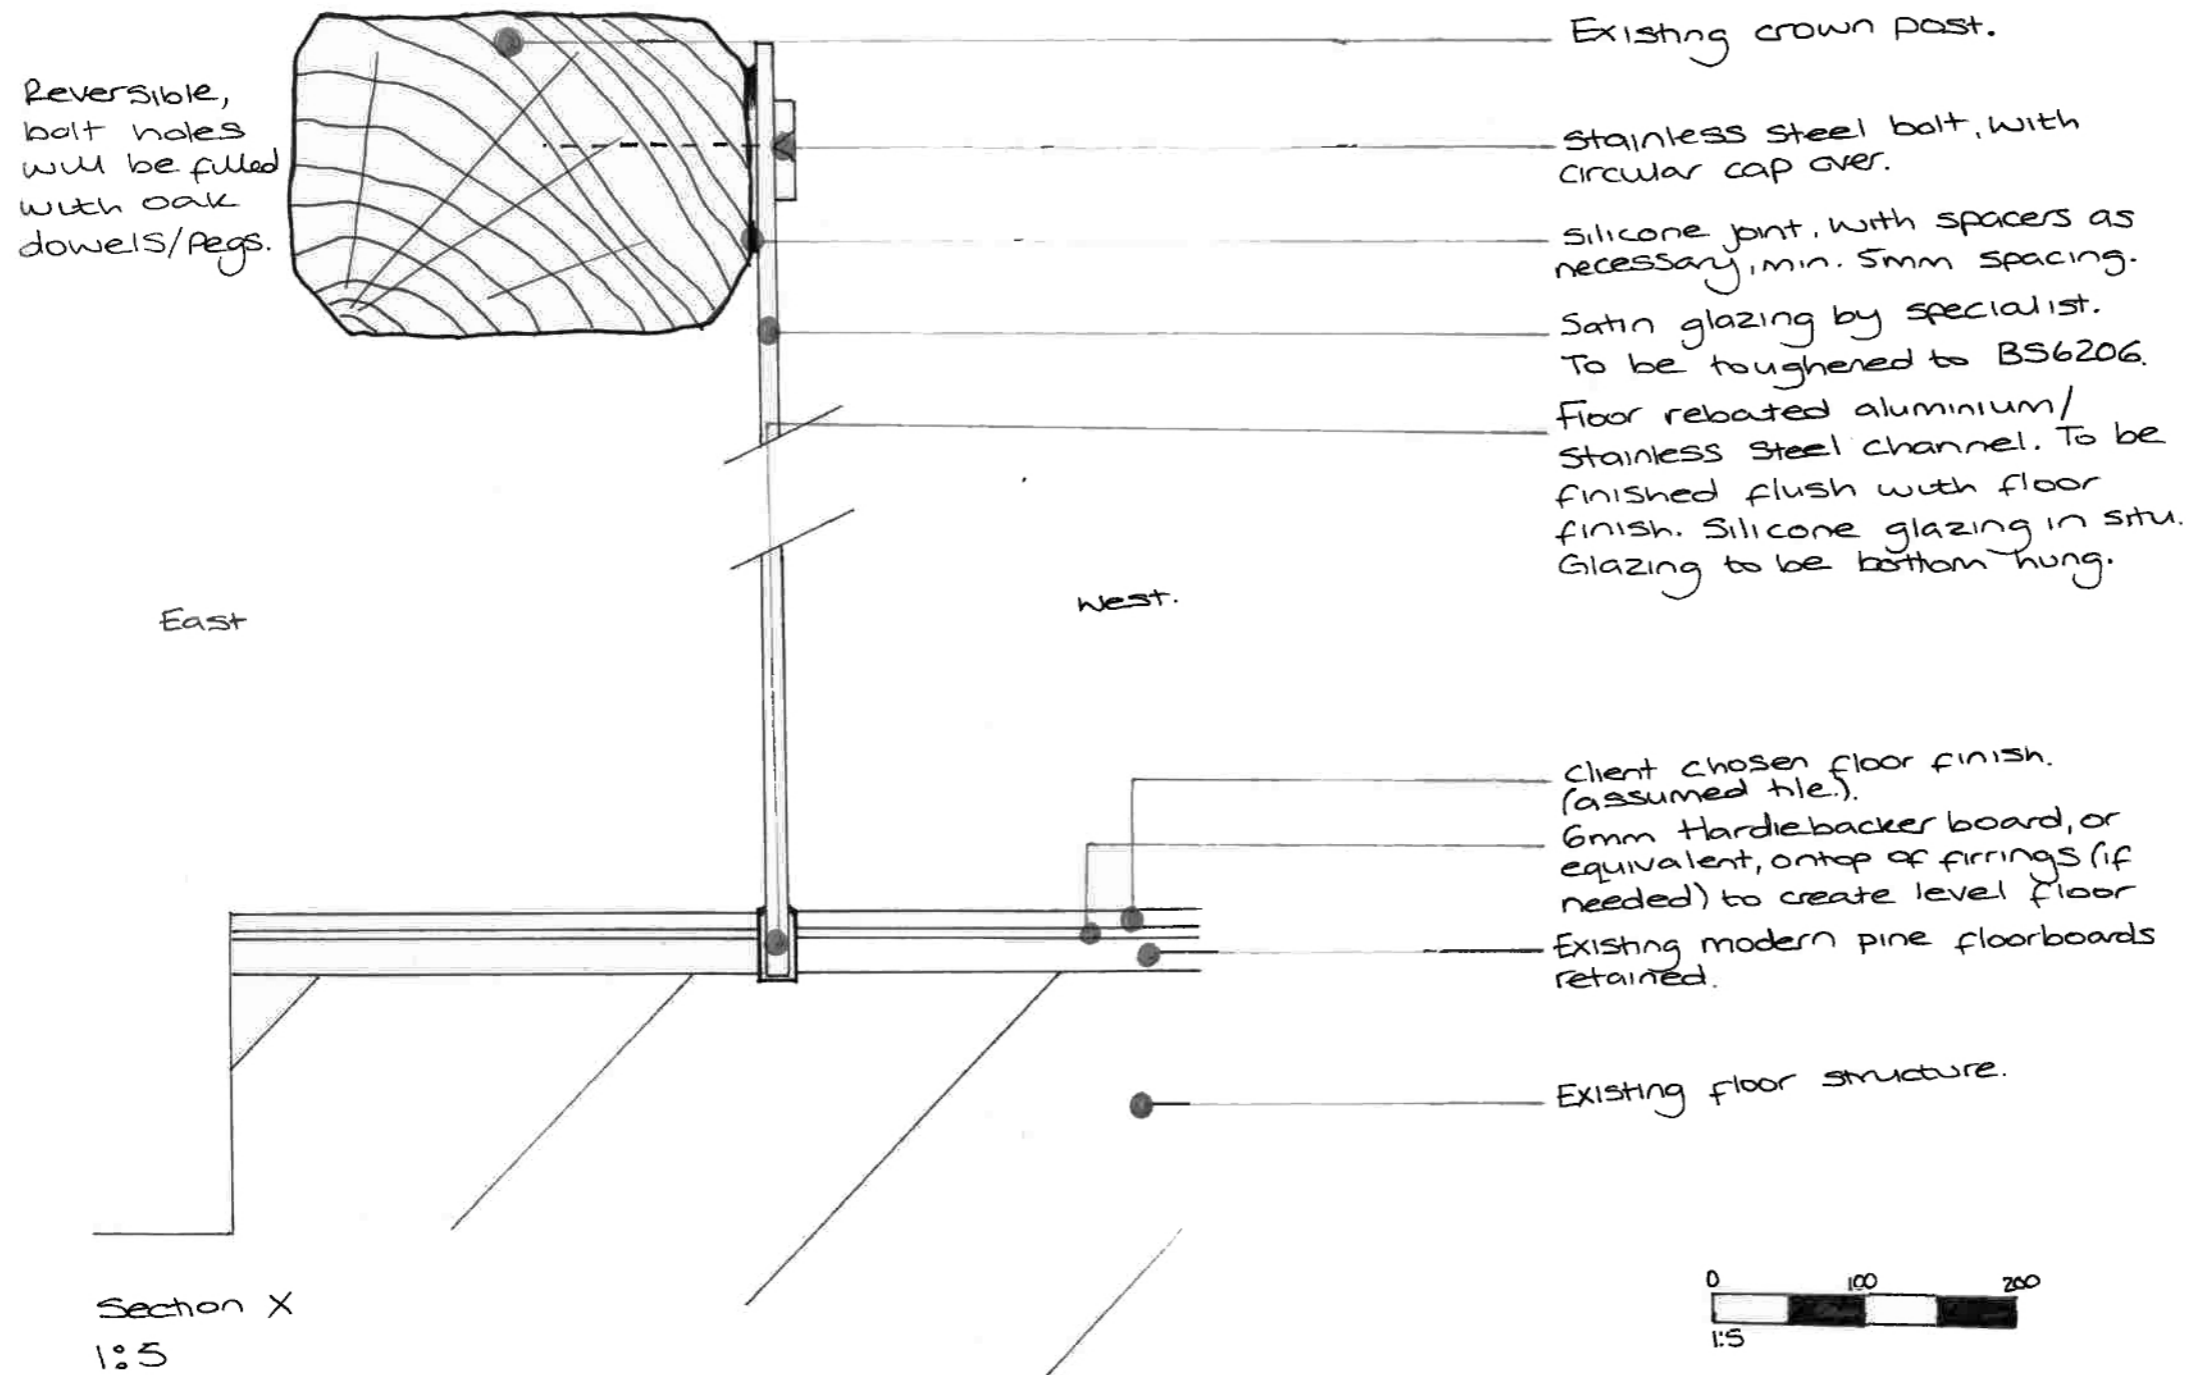 Reversible,
bolt holes
will be filled
with oak
dowels/pegs.
Existing crown post.
Stainless steel bolt, with
circular cap over.
Silicone joint, with spacers as
necessary, min. 5mm spacing.
Satin glazing by specialist.
To be toughened to BS6206.
Floor rebated aluminium/
Stainless Steel channel. To be
finished flush with floor
finish. Silicone glazing in situ.
Glazing to be bottom hung.
East
West.
Client chosen floor finish.
(assumed tile.).
6mm Hardiebacker board, or
equivalent, ontop of firrings (if
needed) to create level floor
Existing modern pine floorboards
retained.
Existing floor structure.
Section X
1:5
0 100 200
1:5